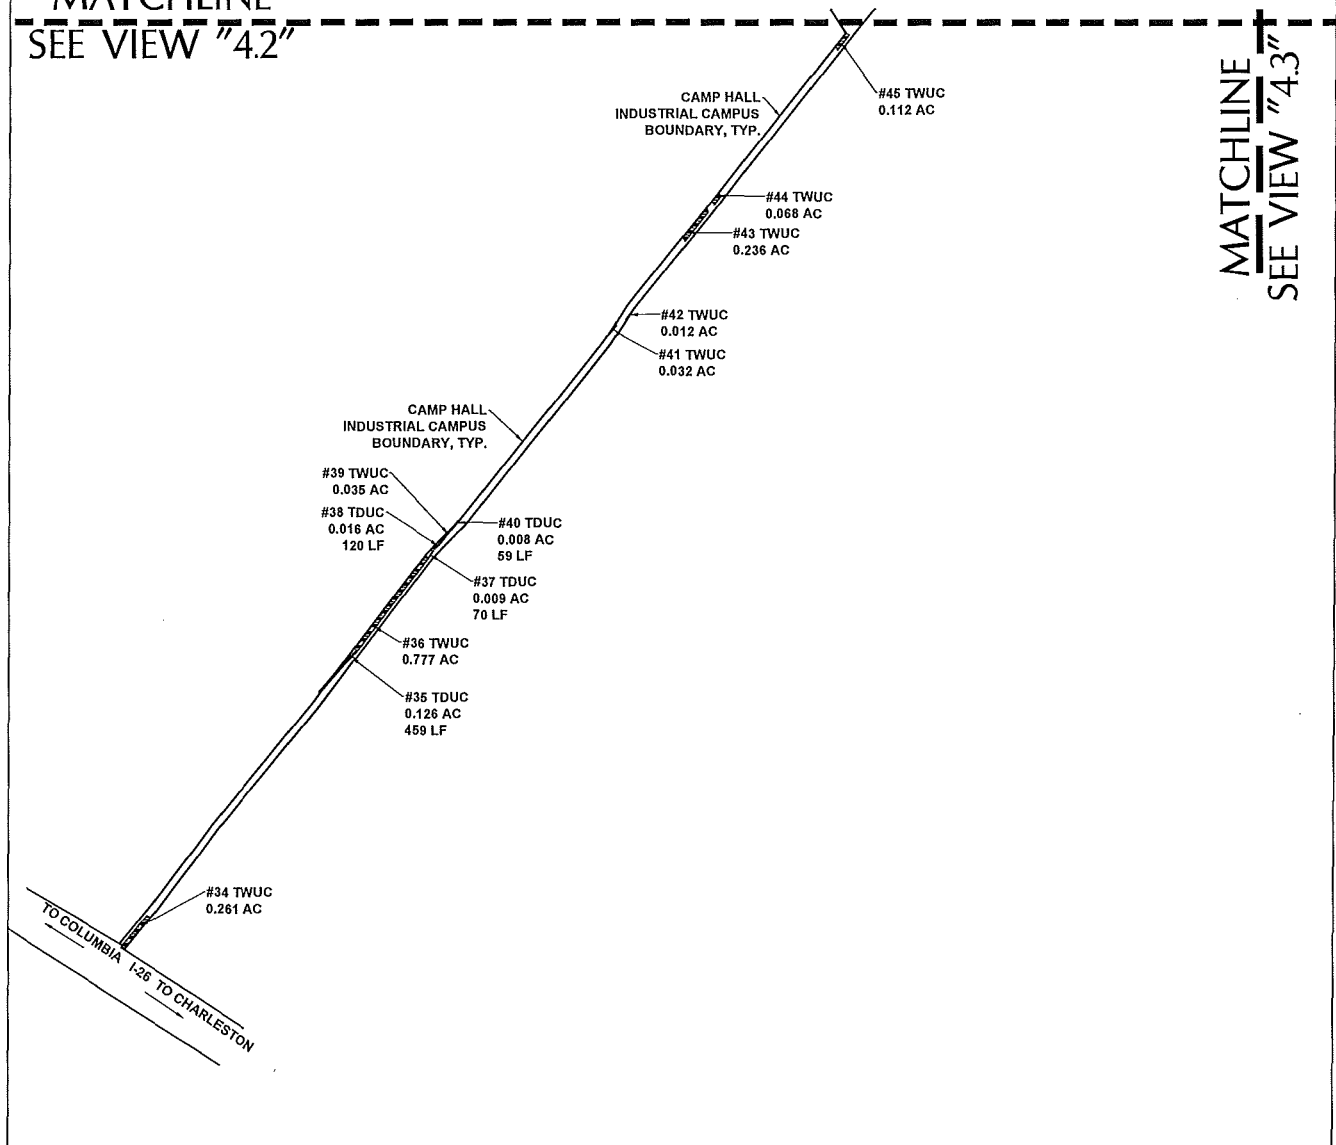 MATCHLINE
SEE VIEW "4.2"
MATCHLINE
SEE VIEW "4.3"
CAMP HALL
INDUSTRIAL CAMPUS
BOUNDARY, TYP.
#45 TWUC
0.112 AC
#44 TWUC
0.068 AC
#43 TWUC
0.236 AC
#42 TWUC
0.012 AC
#41 TWUC
0.032 AC
CAMP HALL
INDUSTRIAL CAMPUS
BOUNDARY, TYP.
#39 TWUC
0.035 AC
#38 TDUC
0.016 AC
120 LF
#40 TDUC
0.008 AC
59 LF
#37 TDUC
0.009 AC
70 LF
#36 TWUC
0.777 AC
#35 TDUC
0.126 AC
459 LF
#34 TWUC
0.261 AC
TO COLUMBIA I-26 TO CHARLESTON